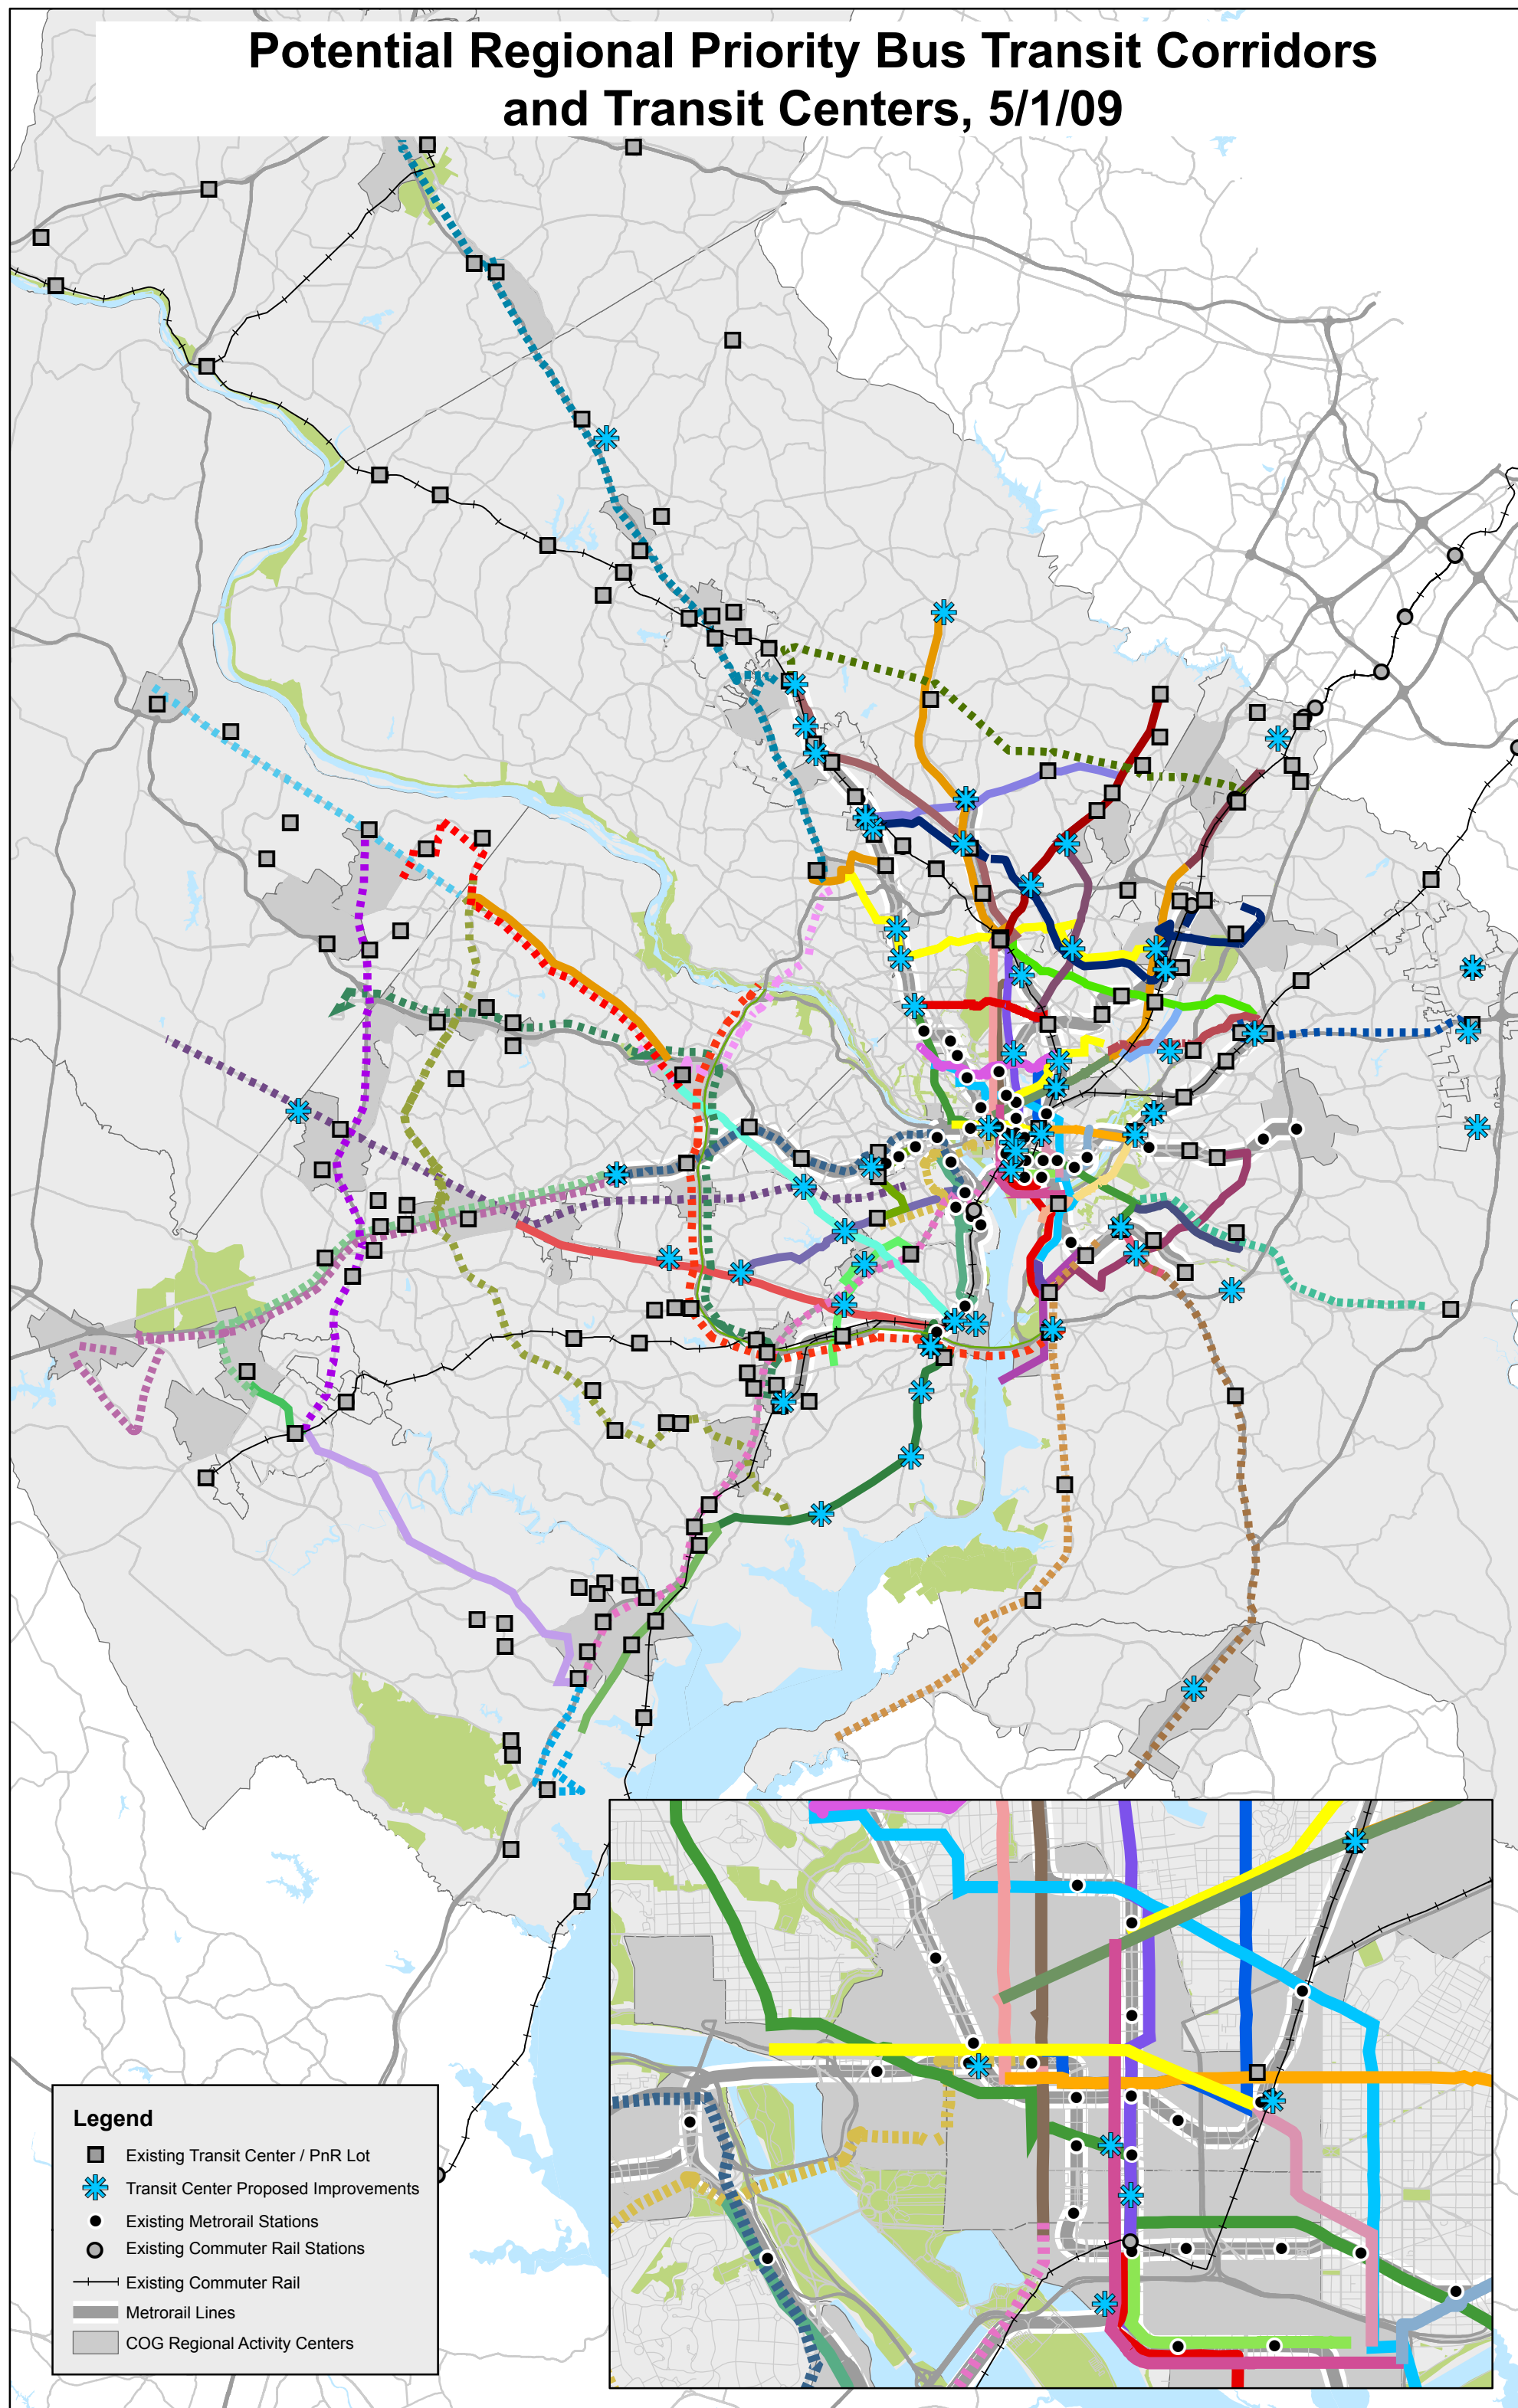 Potential Regional Priority Bus Transit Corridors
and Transit Centers, 5/1/09
Legend
Existing Transit Center / PnR Lot
Transit Center Proposed Improvements
Existing Metrorail Stations
Existing Commuter Rail Stations
Existing Commuter Rail
Metrorail Lines
COG Regional Activity Centers